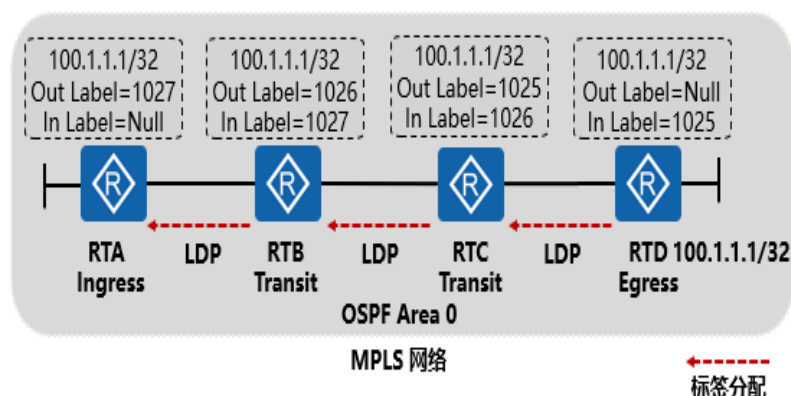 100.1.1.1/32
Out Label=1027
In Label=Null
100.1.1.1/32
Out Label=1026
In Label=1027
100.1.1.1/32
Out Label=1025
In Label=1026
100.1.1.1/32
Out Label=Null
In Label=1025
R
R
R
R
RTA
Ingress
LDP
RTB
Transit
LDP
RTC
Transit
LDP
RTD 100.1.1.1/32
Egress
OSPF Area 0
MPLS 网络
标签分配